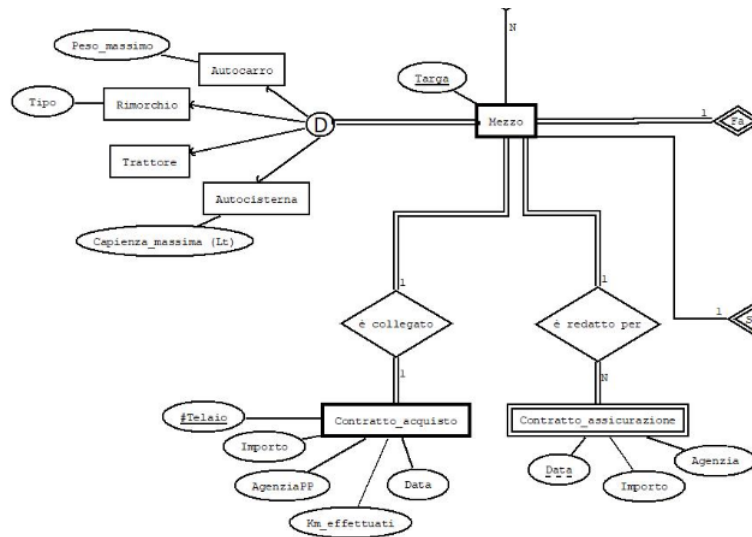 N
Peso_massimo
Autocarro
Targa
Tipo
Rimorchio
D
Mezzo
1
Fa
Trattore
Autocisterna
Capienza_massima (Lt)
1
1
1
è collegato
è redatto per
S
1
N
#Telaio
Contratto_acquisto
Contratto_assicurazione
Importo
AgenziaPP
Data
Data
Agenzia
Importo
Km_effettuati